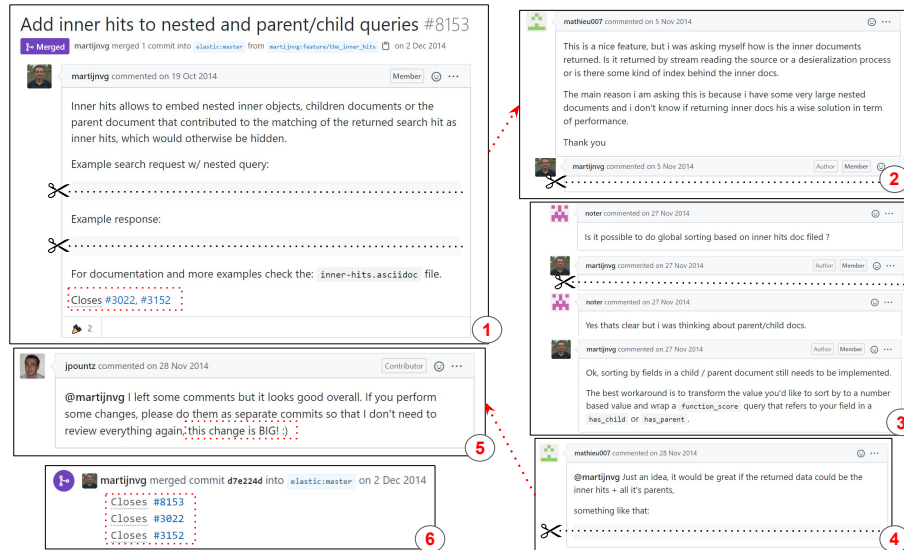 Add inner hits to nested and parent/child queries #8153
Merged martijnvg merged 1 commit into elastic:master from martijnvg:feature/the_inner_hits on 2 Dec 2014
martijnvg commented on 19 Oct 2014 Member
Inner hits allows to embed nested inner objects, children documents or the
parent document that contributed to the matching of the returned search hit as
inner hits, which would otherwise be hidden.
Example search request w/ nested query:
Example response:
For documentation and more examples check the: inner-hits.asciidoc file.
Closes #3022, #3152
2
1
mathieu007 commented on 5 Nov 2014
This is a nice feature, but i was asking myself how is the inner documents
returned. Is it returned by stream reading the source or a desieralization process
or is there some kind of index behind the inner docs.
The main reason i am asking this is because i have some very large nested
documents and i don't know if returning inner docs his a wise solution in term
of performance.
Thank you
martijnvg commented on 5 Nov 2014 Author Member
2
noter commented on 27 Nov 2014
Is it possible to do global sorting based on inner hits doc filed ?
martijnvg commented on 27 Nov 2014 Author Member
noter commented on 27 Nov 2014
Yes thats clear but i was thinking about parent/child docs.
martijnvg commented on 27 Nov 2014 Author Member
Ok, sorting by fields in a child / parent document still needs to be implemented.
The best workaround is to transform the value you'd like to sort by to a number
based value and wrap a function_score query that refers to your field in a
has_child or has_parent.
3
mathieu007 commented on 28 Nov 2014
@martijnvg Just an idea, it would be great if the returned data could be the
inner hits + all it's parents,
something like that:
4
jpountz commented on 28 Nov 2014 Contributor
@martijnvg I left some comments but it looks good overall. If you perform
some changes, please do them as separate commits so that I don't need to
review everything again, this change is BIG! :)
5
martijnvg merged commit d7e224d into elastic:master on 2 Dec 2014
Closes #8153
Closes #3022
Closes #3152
6